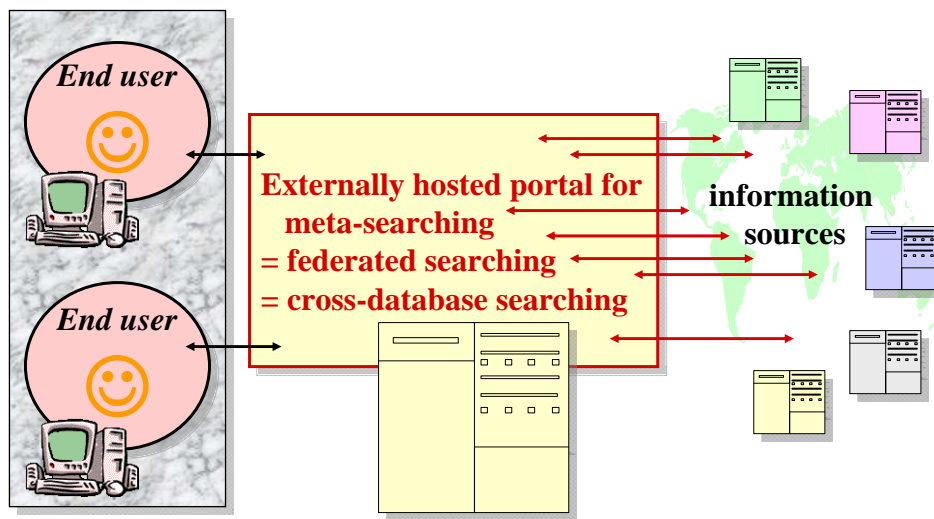 End user
Externally hosted portal for
meta-searching
= federated searching
= cross-database searching
information
sources
End user